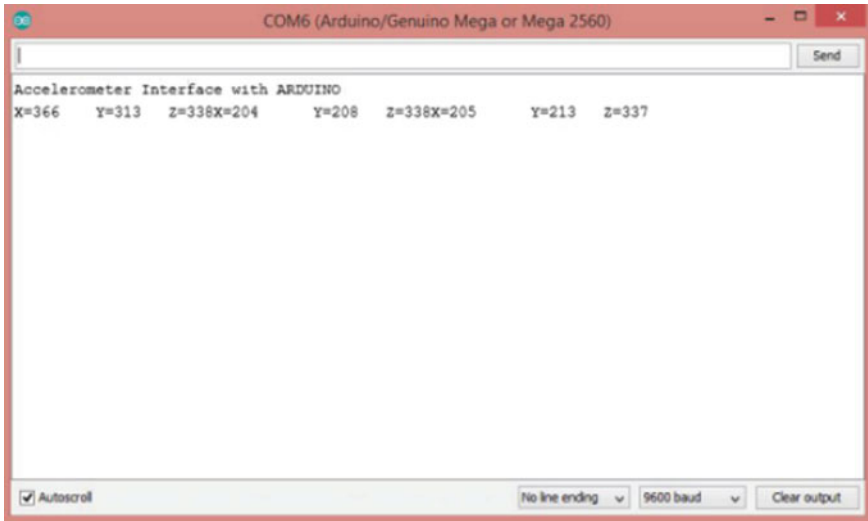 COM6 (Arduino/Genuino Mega or Mega 2560)
Send
Accelerometer Interface with ARDUINO
X=366 Y=313 Z=338X=204 Y=208 Z=338X=205 Y=213 Z=337
Autoscroll No line ending 9600 baud Clear output